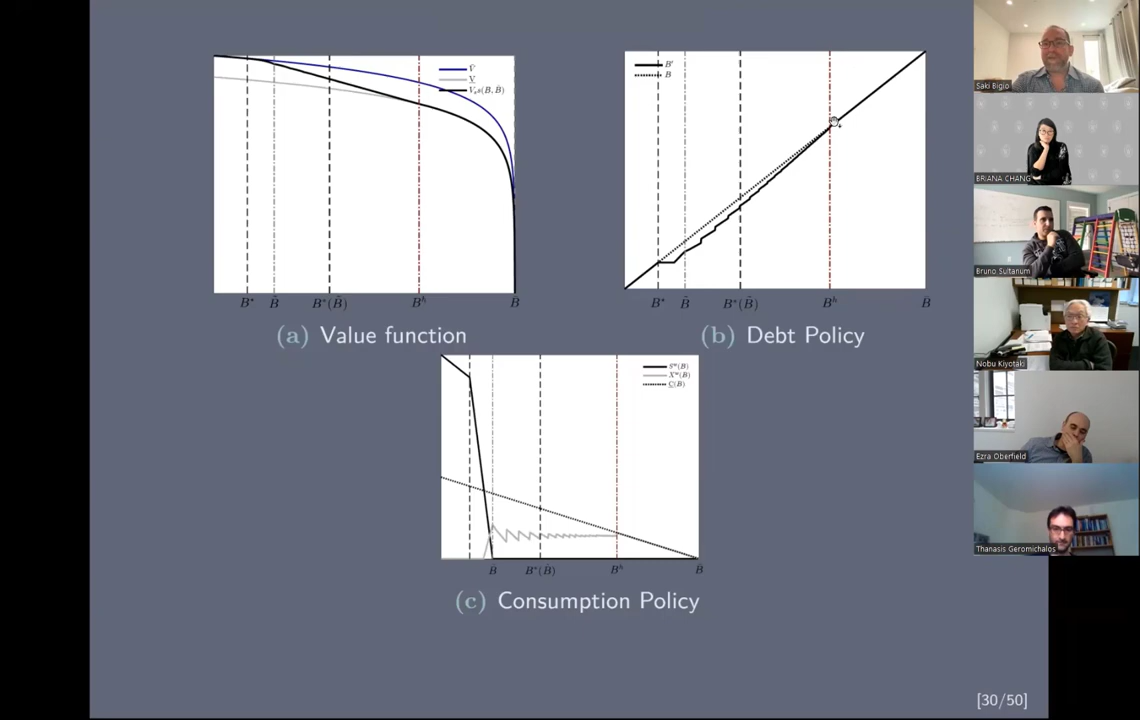 V̄
V̲
V_{s^b}(B, B̄)
B* B̃ B*(B̃) B^h B̄
(a) Value function
B'
B
B* B̃ B*(B̃) B^h B̄
(b) Debt Policy
S^w(B)
X^w(B)
C(B)
B̃ B*(B̃) B^h B̄
(c) Consumption Policy
[30/50]
Saki Bigio
BRIANA CHANG
Bruno Sultanum
Nobu Kiyotaki
Ezra Oberfield
Thanasis Geromichalos